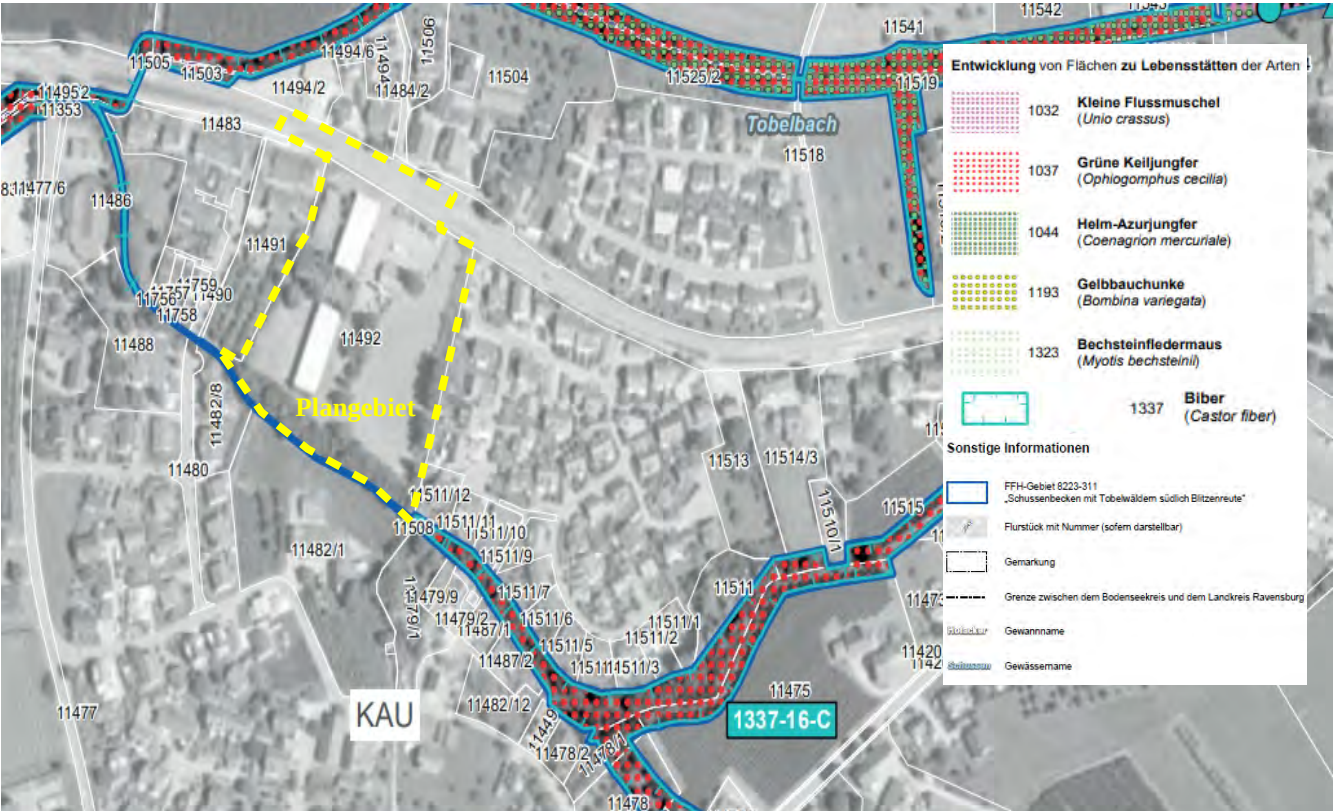 11542
11543
11541
11505
11503
11494/6
11494
11506
11504
11494/2
11484/2
11525/2
11519
11495/2
11353
11483
Tobelbach
11518
11477/6
11486
11491
11759
11757
11756
11490
11758
11488
11492
11482/8
Plangebiet
11480
11513
11514/3
11511/12
11508
11511/11
11511/10
11510/1
11515
11482/1
11511/9
11511/7
11511
11479/9
11479/1
11479/2
11487/1
11511/6
11511/1
11511/2
11511/5
11473
11487/2
11511/3
11420
11475
11477
KAU
11482/12
11449
1337-16-C
11478/2
11478/1
11478
Entwicklung von Flächen zu Lebensstätten der Arten
1032 Kleine Flussmuschel
(Unio crassus)
1037 Grüne Keiljungfer
(Ophiogomphus cecilia)
1044 Helm-Azurjungfer
(Coenagrion mercuriale)
1193 Gelbbauchunke
(Bombina variegata)
1323 Bechsteinfledermaus
(Myotis bechsteinii)
1337 Biber
(Castor fiber)
Sonstige Informationen
FFH-Gebiet 8223-311
„Schussenbecken mit Tobelwäldern südlich Blitzenreute"
Flurstück mit Nummer (sofern darstellbar)
Gemarkung
Grenze zwischen dem Bodenseekreis und dem Landkreis Ravensburg
Gewannname
Gewässername